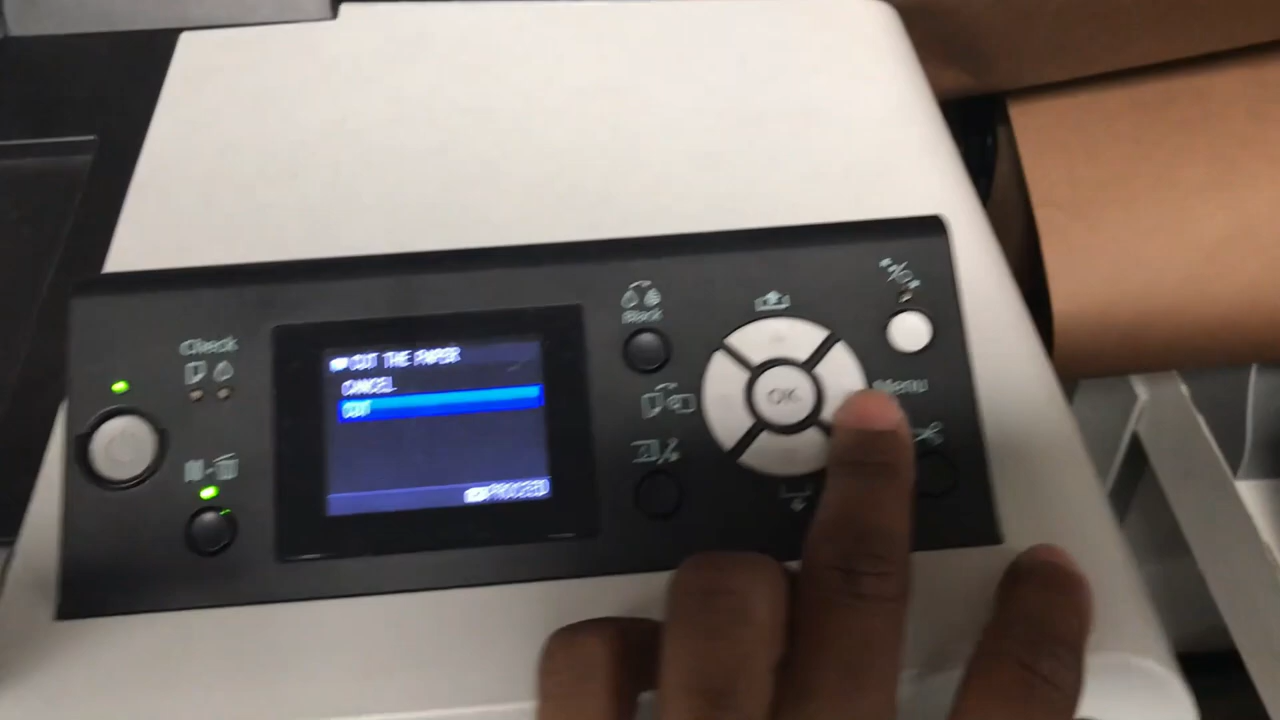 Check
CUT THE PAPER
CANCEL
CUT
PROCEED
Black
OK
Menu